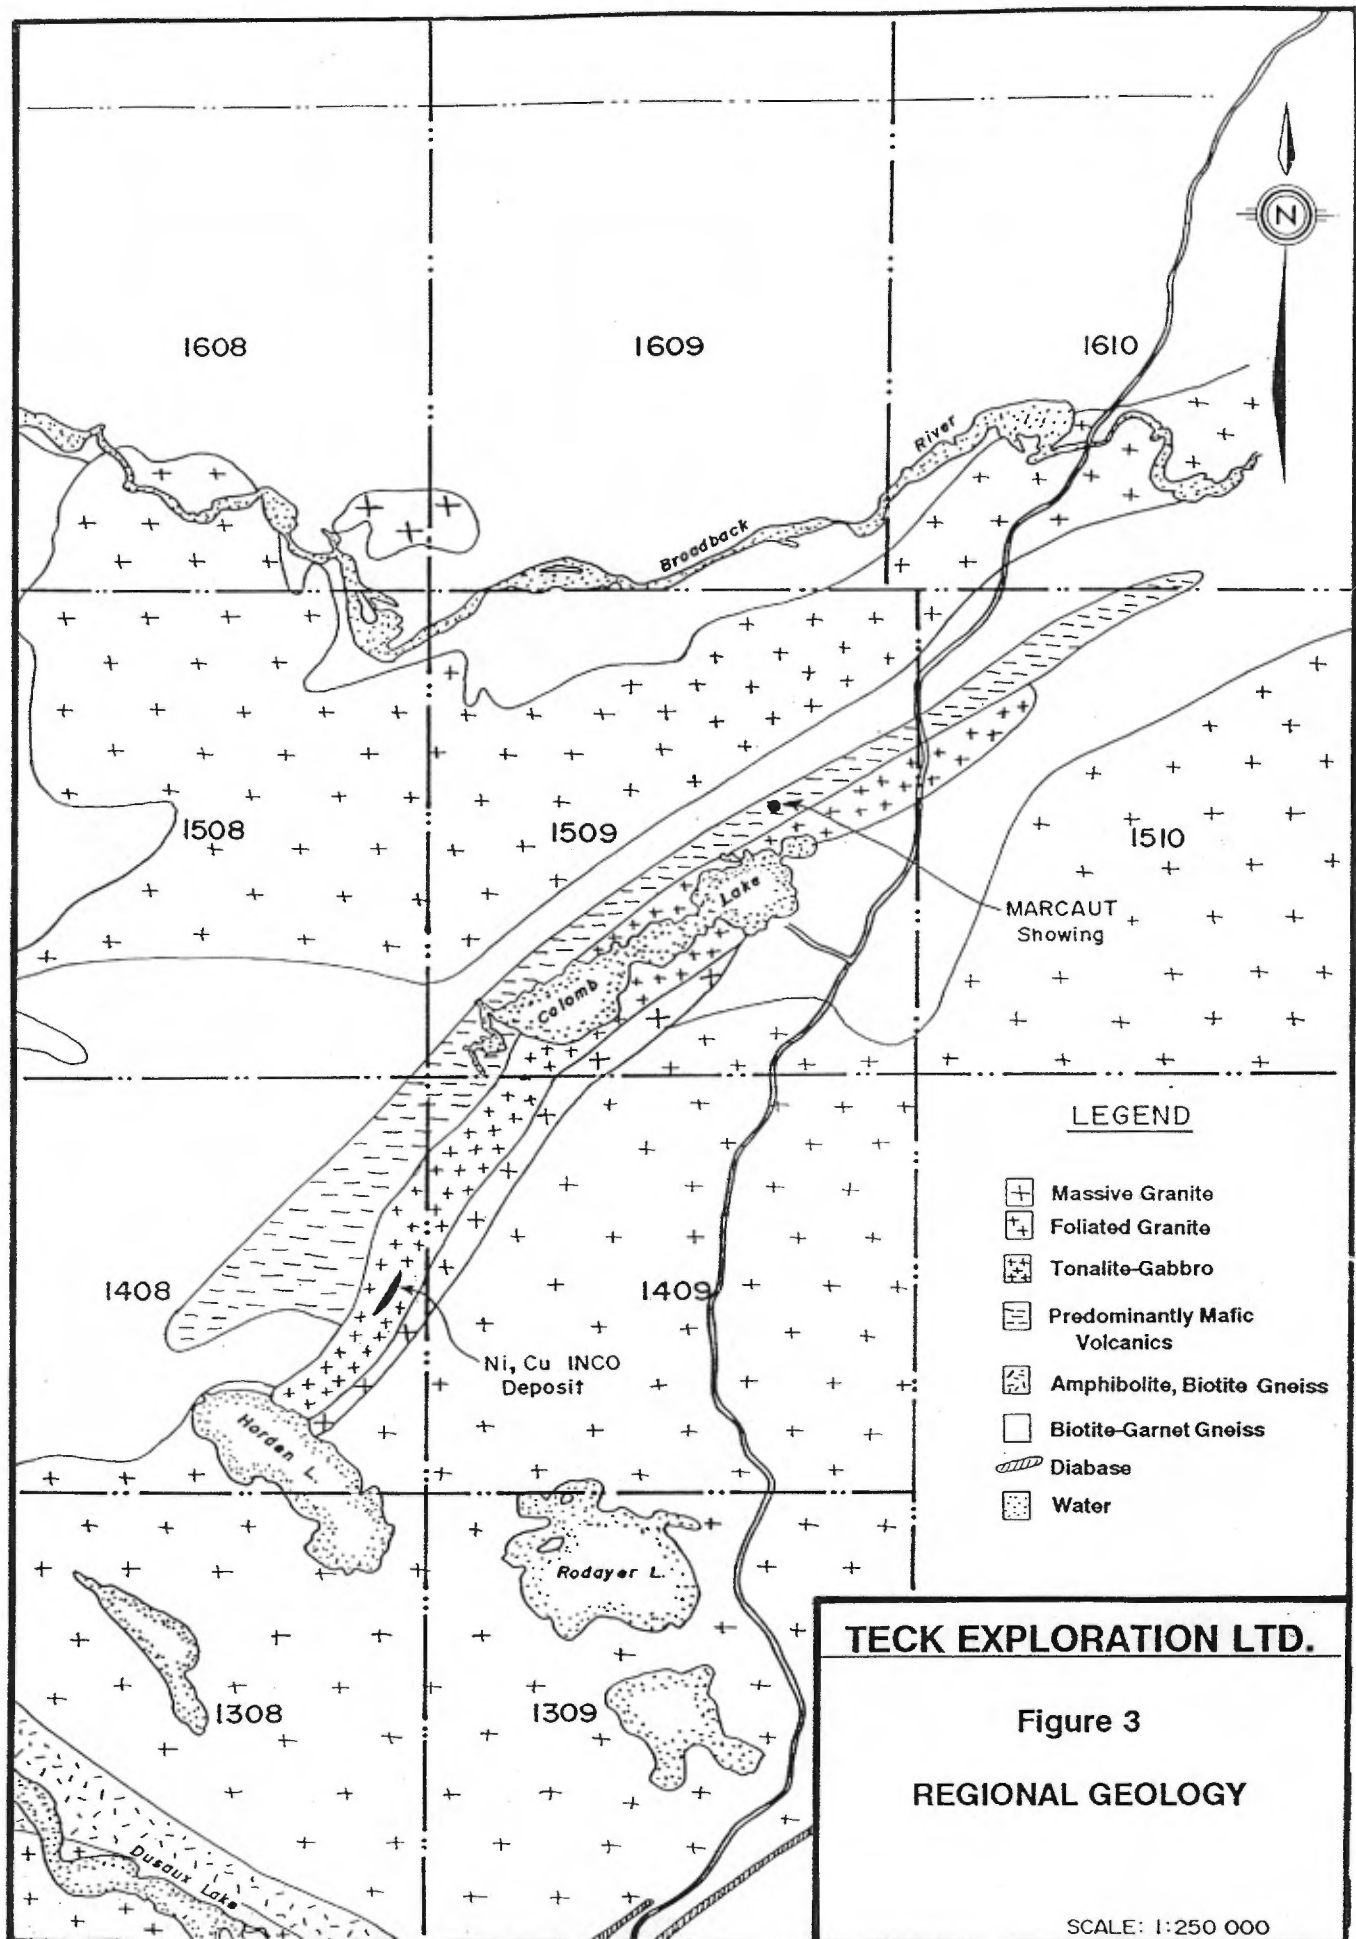 N
1608
1609
1610
River
Broadback
1508
1509
1510
Lake
MARCAUT
Showing
Colomb
LEGEND
Massive Granite
Foliated Granite
Tonalite-Gabbro
Predominantly Mafic
Volcanics
Amphibolite, Biotite Gneiss
Biotite-Garnet Gneiss
Diabase
Water
1408
1409
Ni, Cu INCO
Deposit
Horden L.
Rodayer L.
1308
1309
Dusaux Lake
TECK EXPLORATION LTD.
Figure 3
REGIONAL GEOLOGY
SCALE: 1:250 000